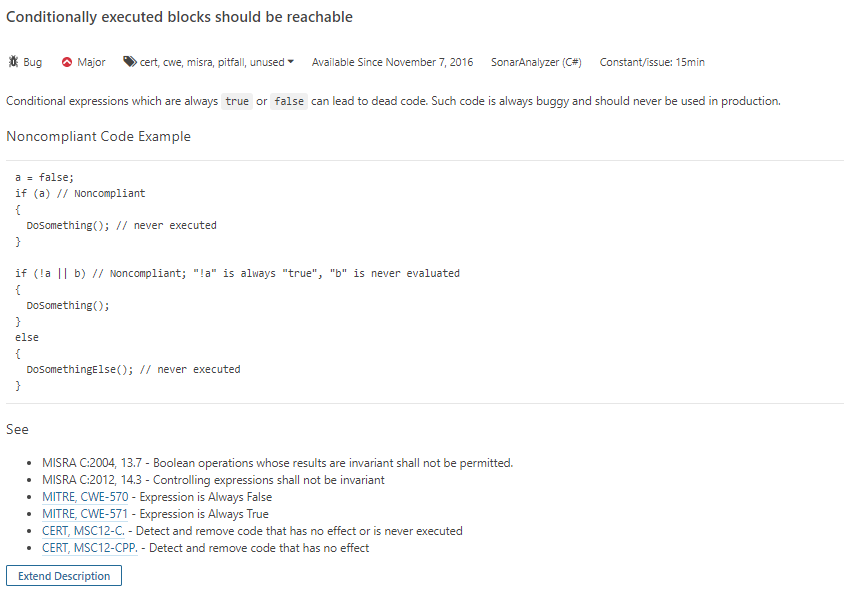 Conditionally executed blocks should be reachable
Bug Major cert, cwe, misra, pitfall, unused Available Since November 7, 2016 SonarAnalyzer (C#) Constant/issue: 15min
Conditional expressions which are always true or false can lead to dead code. Such code is always buggy and should never be used in production.
Noncompliant Code Example
a = false;
if (a) // Noncompliant
{
  DoSomething(); // never executed
}
if (!a || b) // Noncompliant; "!a" is always "true", "b" is never evaluated
{
  DoSomething();
}
else
{
  DoSomethingElse(); // never executed
}
See
• MISRA C:2004, 13.7 - Boolean operations whose results are invariant shall not be permitted.
• MISRA C:2012, 14.3 - Controlling expressions shall not be invariant
• MITRE, CWE-570 - Expression is Always False
• MITRE, CWE-571 - Expression is Always True
• CERT, MSC12-C. - Detect and remove code that has no effect or is never executed
• CERT, MSC12-CPP. - Detect and remove code that has no effect
Extend Description